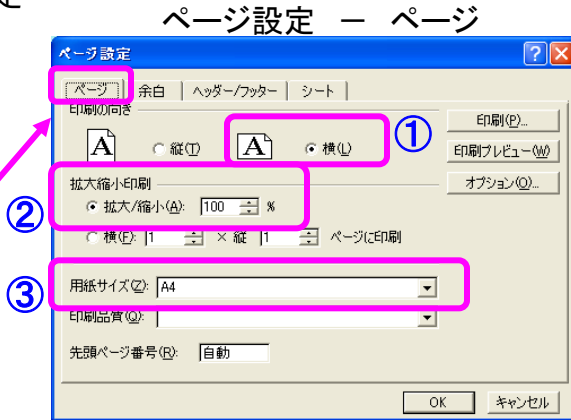 ページ設定 － ページ
ページ設定
ページ 余白 ヘッダー/フッター シート
印刷の向き
A 縦(T) A 横(L) ①
印刷(P)...
印刷プレビュー(W)
オプション(O)...
拡大縮小印刷
② 拡大/縮小(A): 100 %
横(F): 1 × 縦 1 ページに印刷
③ 用紙サイズ(Z): A4
印刷品質(Q):
先頭ページ番号(R): 自動
OK キャンセル